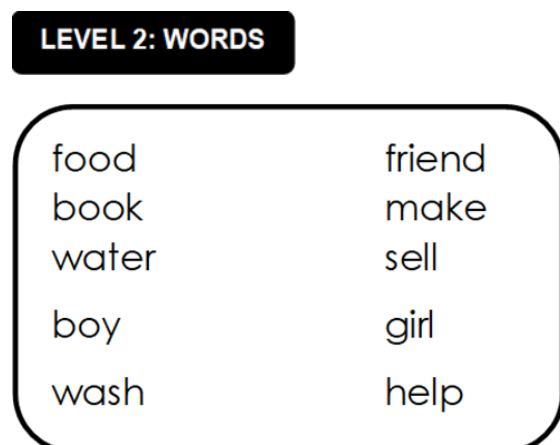 LEVEL 2: WORDS
food friend
book make
water sell
boy girl
wash help